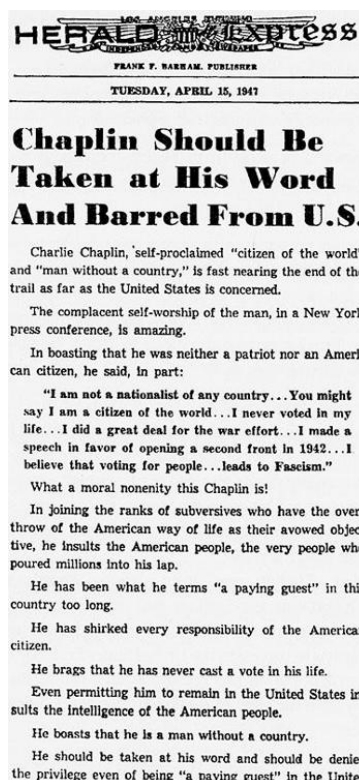 LOS ANGELES EVENING
HERALD Express
AN INDEPENDENT NEWSPAPER
FRANK F. BARHAM, PUBLISHER
TUESDAY, APRIL 15, 1947
Chaplin Should Be
Taken at His Word
And Barred From U.S.
Charlie Chaplin, self-proclaimed "citizen of the world"
and "man without a country," is fast nearing the end of the
trail as far as the United States is concerned.
The complacent self-worship of the man, in a New York
press conference, is amazing.
In boasting that he was neither a patriot nor an Ameri
can citizen, he said, in part:
"I am not a nationalist of any country...You might
say I am a citizen of the world...I never voted in my
life...I did a great deal for the war effort...I made a
speech in favor of opening a second front in 1942...I
believe that voting for people...leads to Fascism."
What a moral nonenity this Chaplin is!
In joining the ranks of subversives who have the over
throw of the American way of life as their avowed objec
tive, he insults the American people, the very people wh
poured millions into his lap.
He has been what he terms "a paying guest" in thi
country too long.
He has shirked every responsibility of the America
citizen.
He brags that he has never cast a vote in his life.
Even permitting him to remain in the United States in
sults the intelligence of the American people.
He boasts that he is a man without a country.
He should be taken at his word and should be denie
the privilege even of being "a paying guest" in the Unite